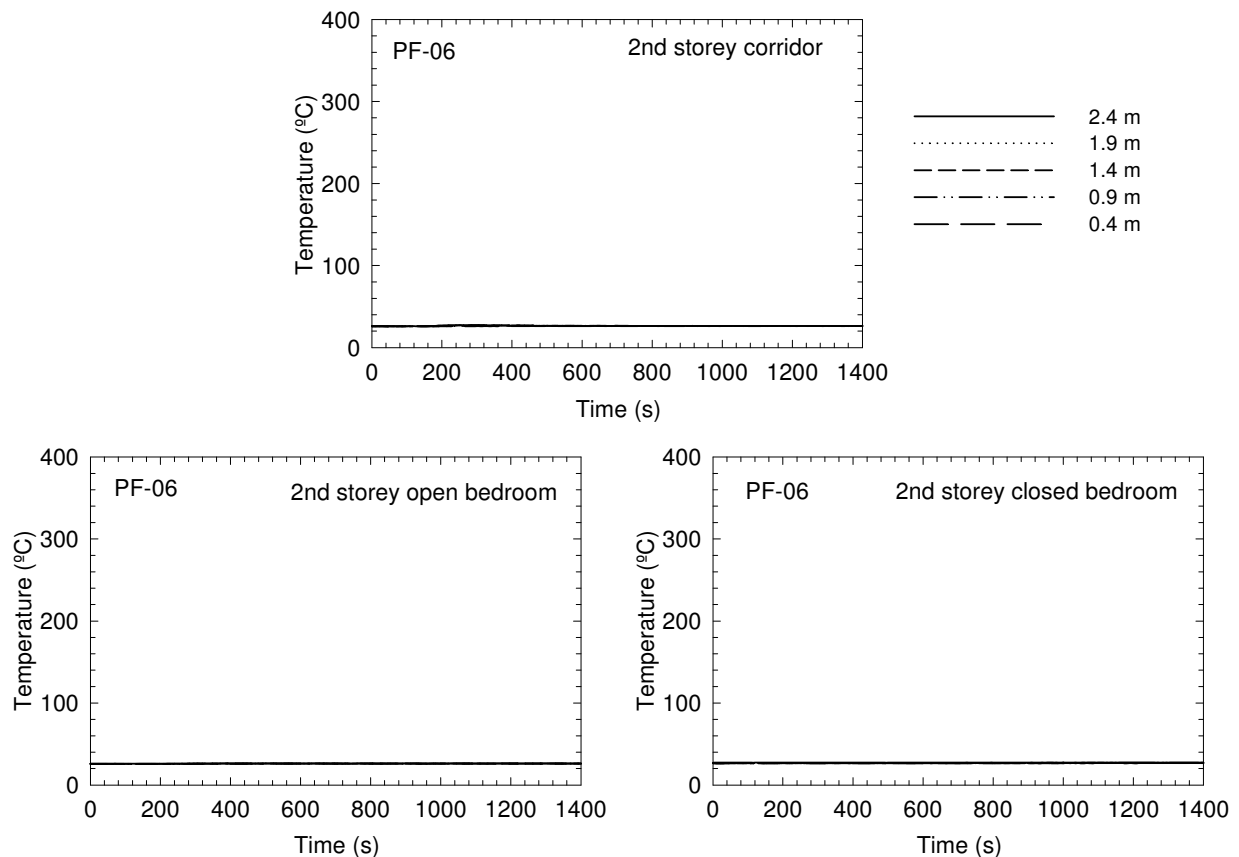 400
300
200
100
0
Temperature (ºC)
PF-06 2nd storey corridor
0 200 400 600 800 1000 1200 1400
Time (s)
2.4 m
1.9 m
1.4 m
0.9 m
0.4 m
400
300
200
100
0
Temperature (ºC)
PF-06 2nd storey open bedroom
0 200 400 600 800 1000 1200 1400
Time (s)
400
300
200
100
0
Temperature (ºC)
PF-06 2nd storey closed bedroom
0 200 400 600 800 1000 1200 1400
Time (s)